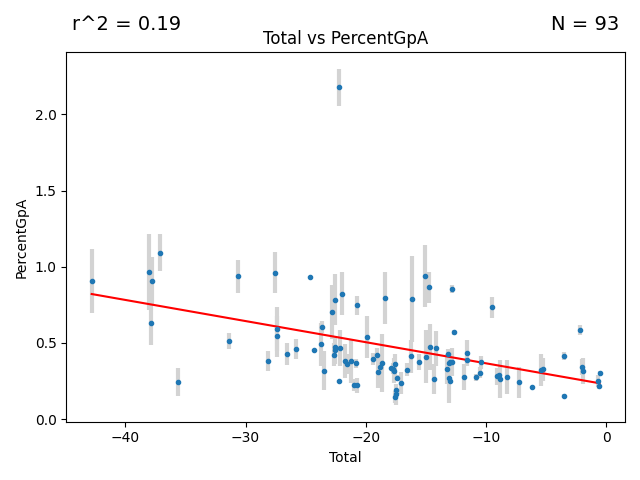 r^2 = 0.19
N = 93
Total vs PercentGpA
PercentGpA
2.0
1.5
1.0
0.5
0.0
−40
−30
−20
−10
0
Total